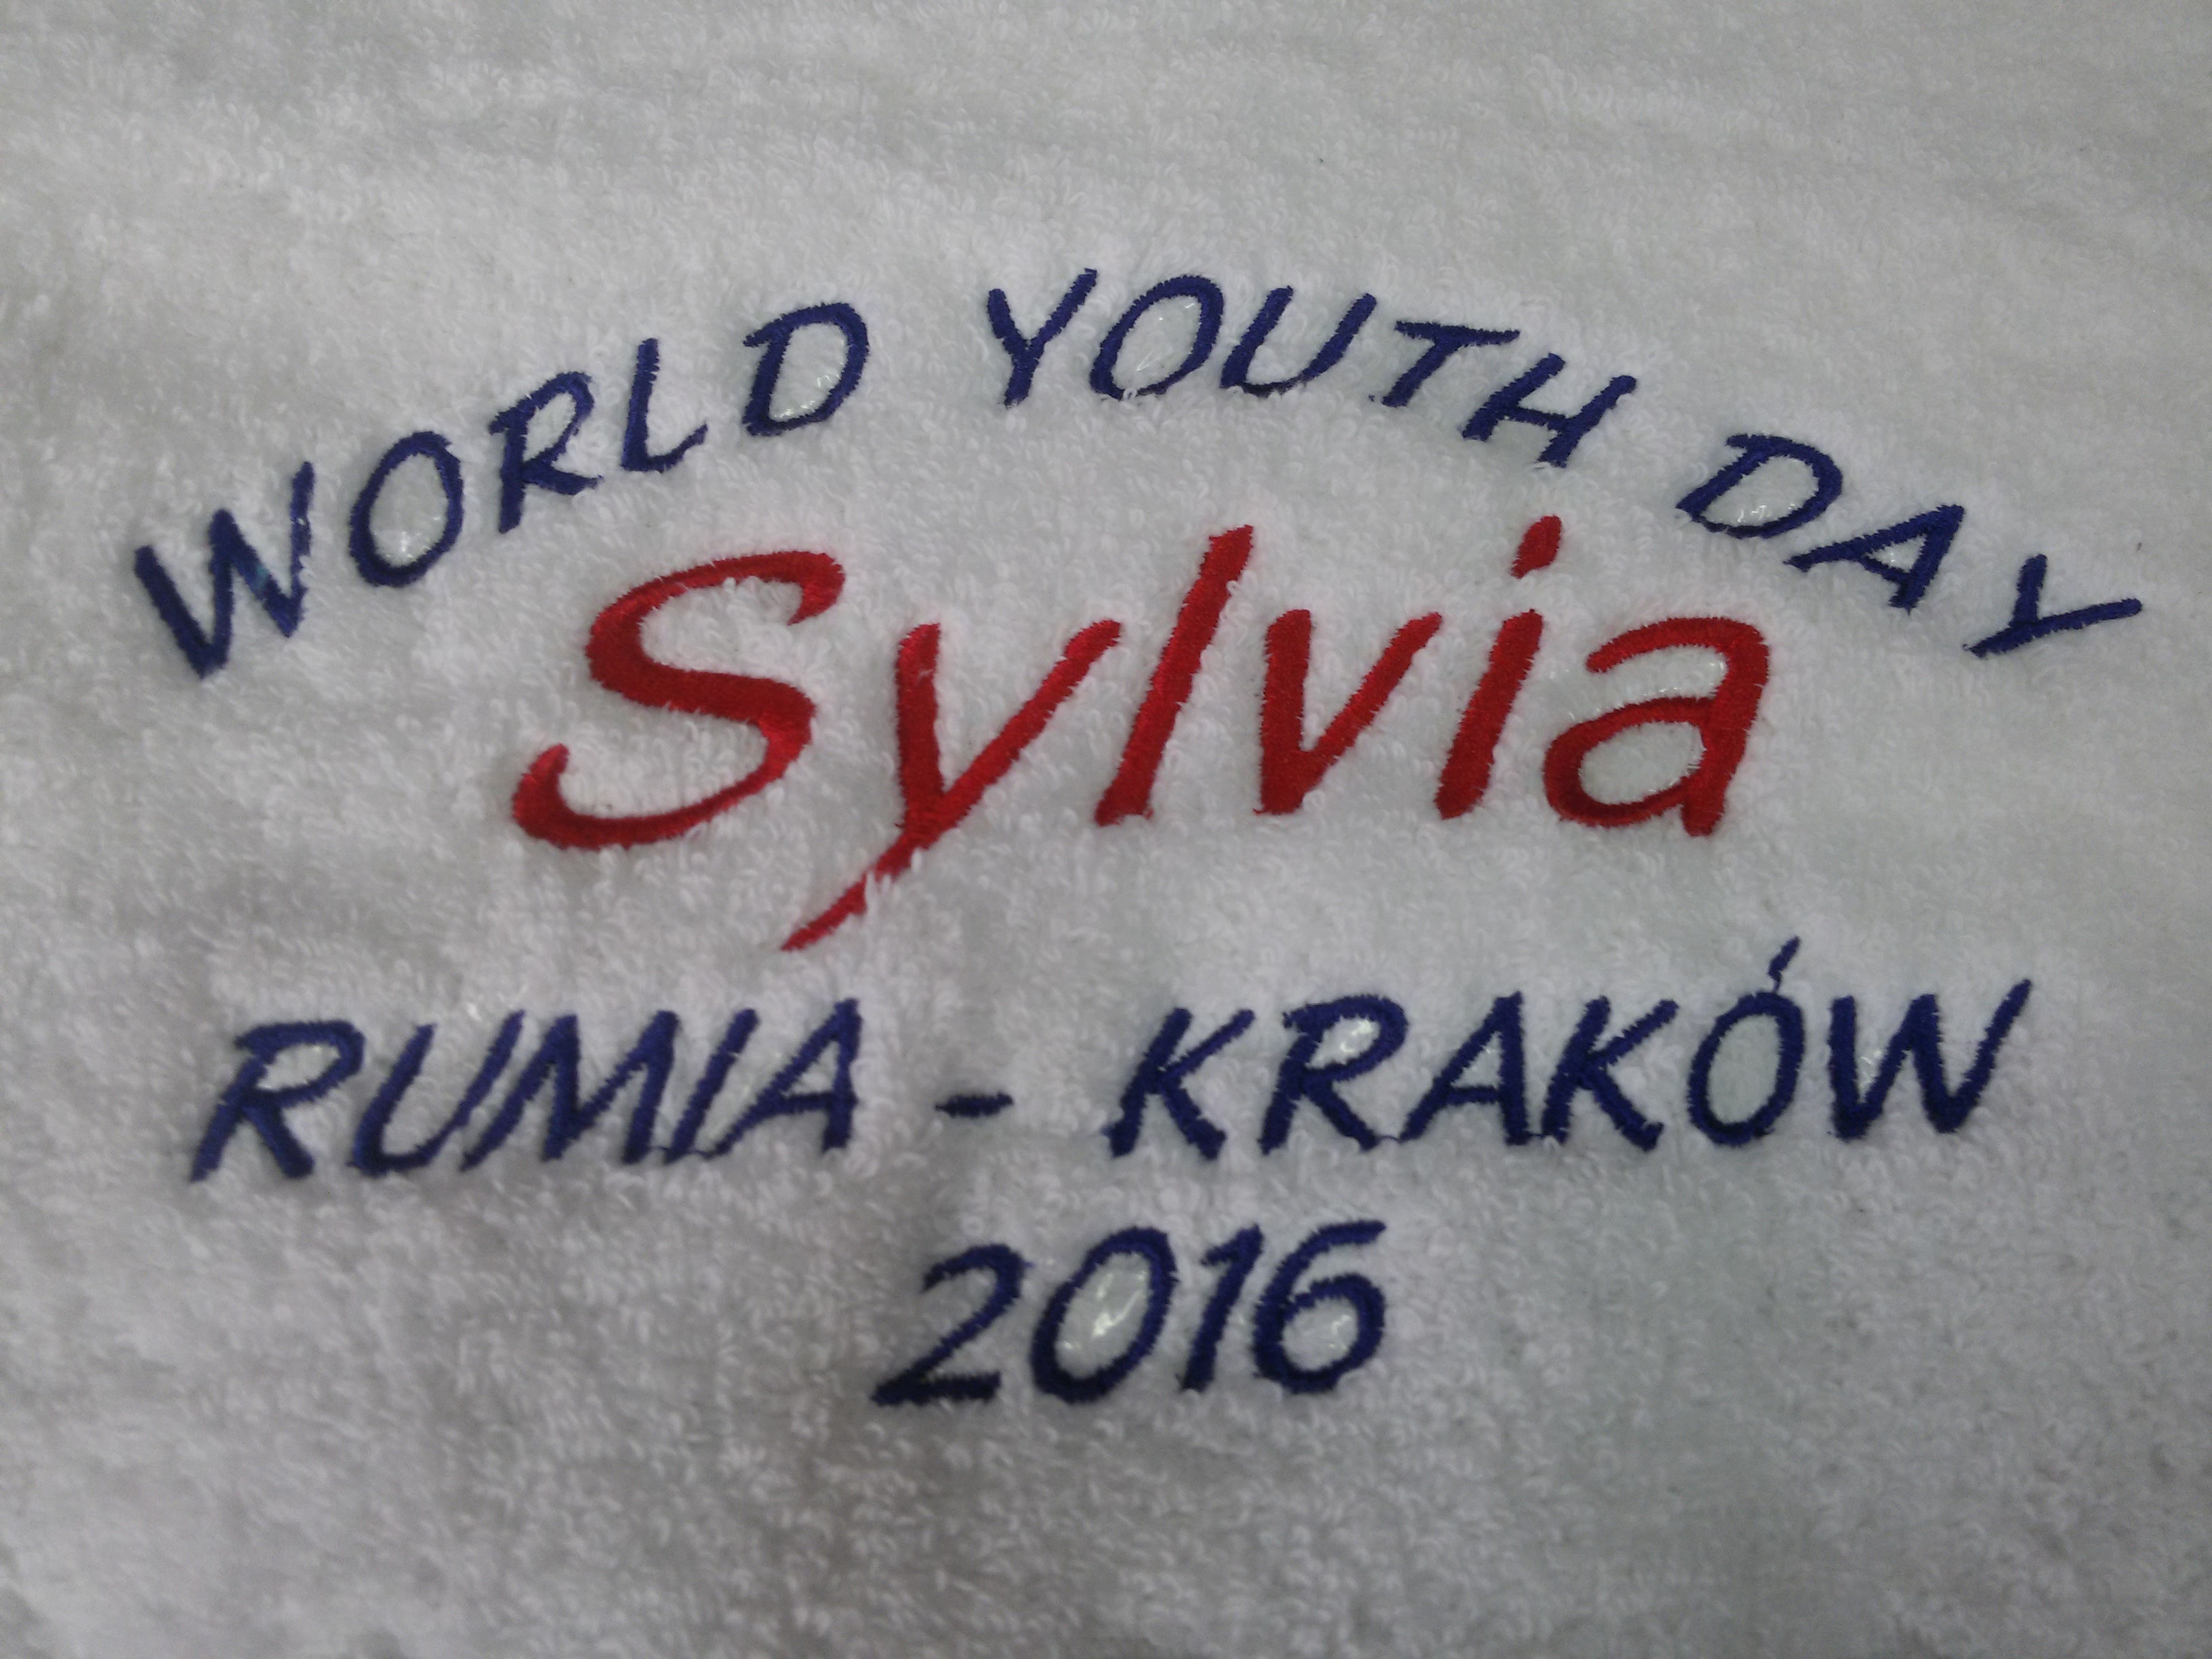 WORLD YOUTH DAY
Sylvia
RUMIA - KRAKÓW
2016